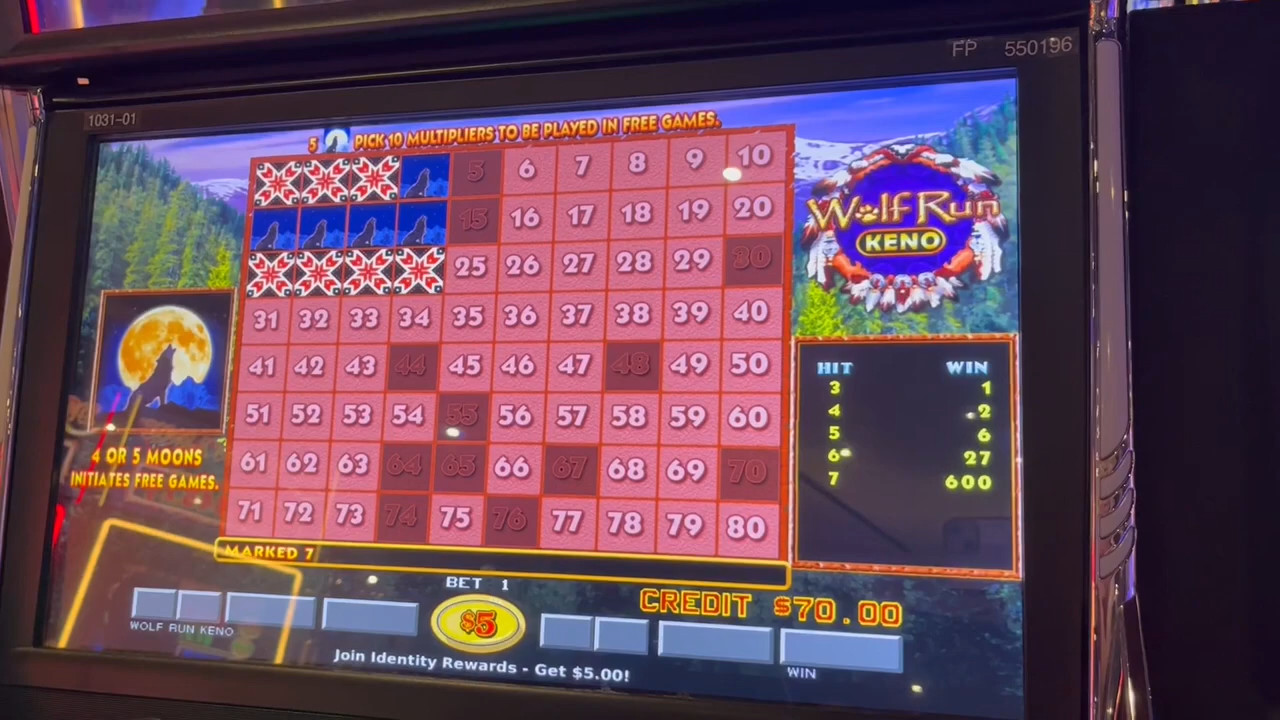 FP 550196
1031-01
5 PICK 10 MULTIPLIERS TO BE PLAYED IN FREE GAMES.
5 6 7 8 9 10
15 16 17 18 19 20
25 26 27 28 29 30
31 32 33 34 35 36 37 38 39 40
41 42 43 44 45 46 47 48 49 50
51 52 53 54 55 56 57 58 59 60
61 62 63 64 65 66 67 68 69 70
71 72 73 74 75 76 77 78 79 80
Wolf Run
KENO
HIT WIN
3 1
4 2
5 6
6 27
7 600
4 OR 5 MOONS
INITIATES FREE GAMES.
MARKED 7
BET 1
$5
CREDIT $70.00
WOLF RUN KENO
WIN
Join Identity Rewards - Get $5.00!